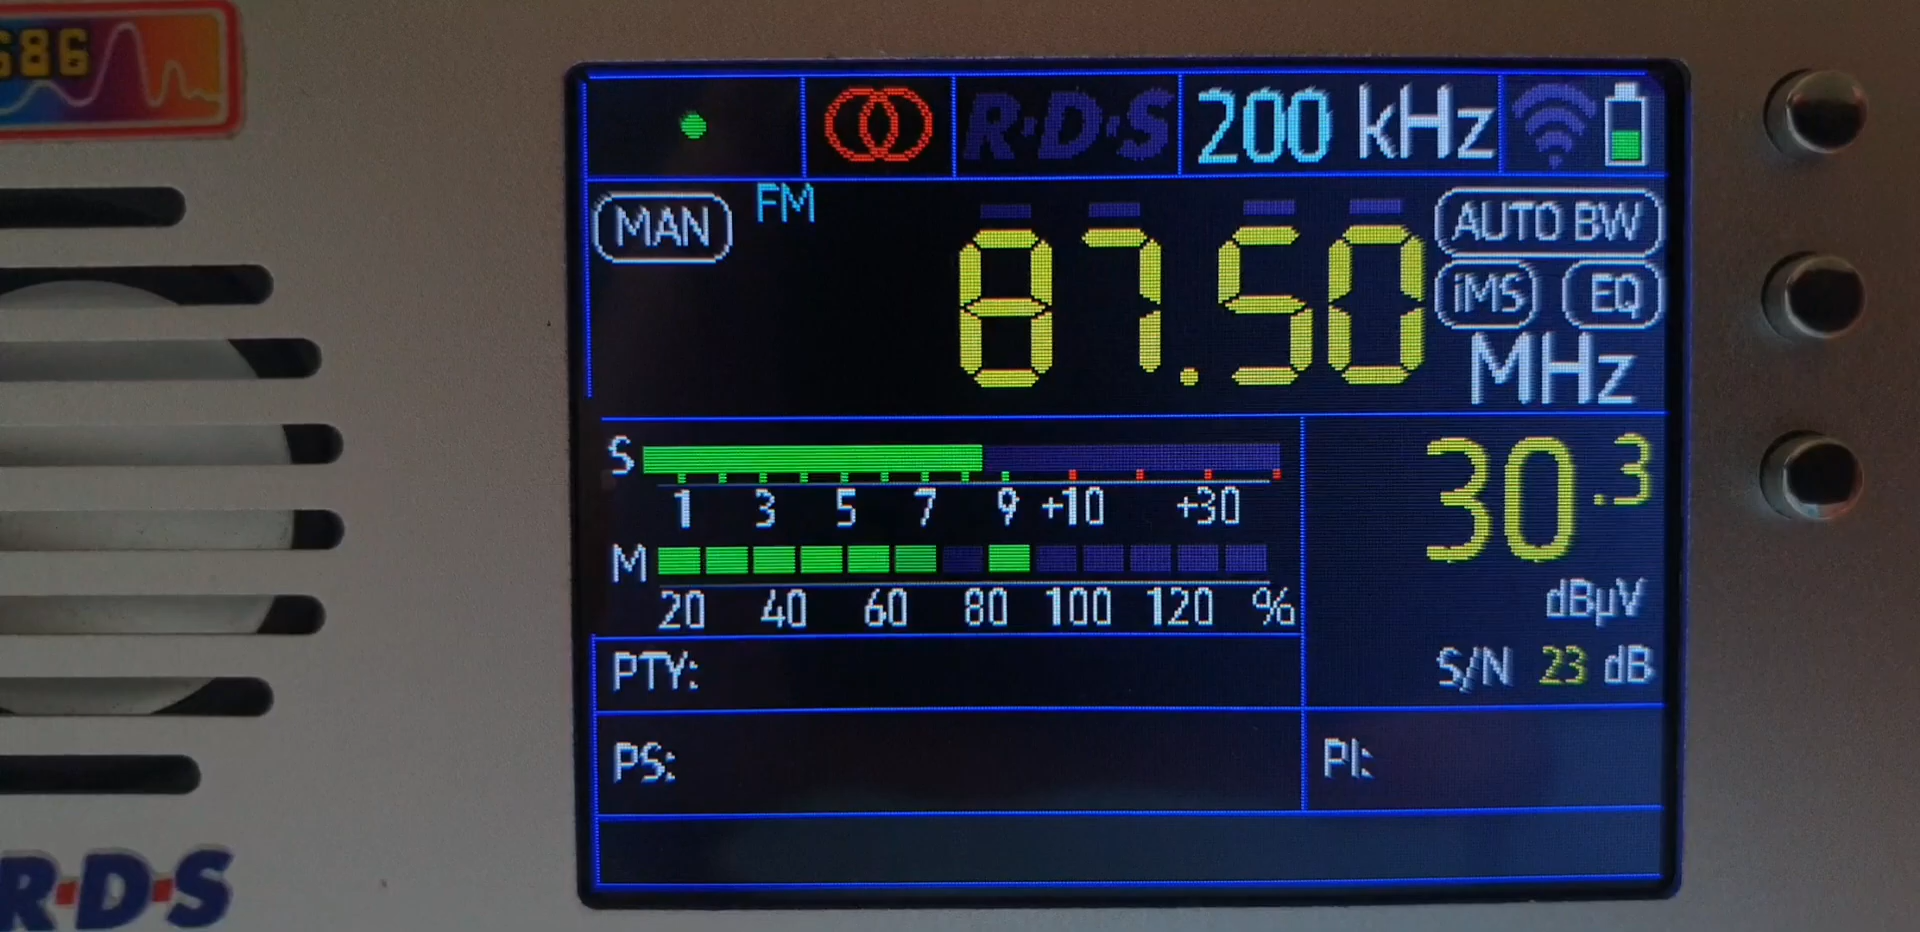 686
R·D·S 200 kHz
MAN FM 87.50 AUTO BW
iMS EQ
MHz
S
1 3 5 7 9 +10 +30
30.3
M
20 40 60 80 100 120 %
dBµV
PTY:
S/N 23 dB
PS:
PI:
R·D·S